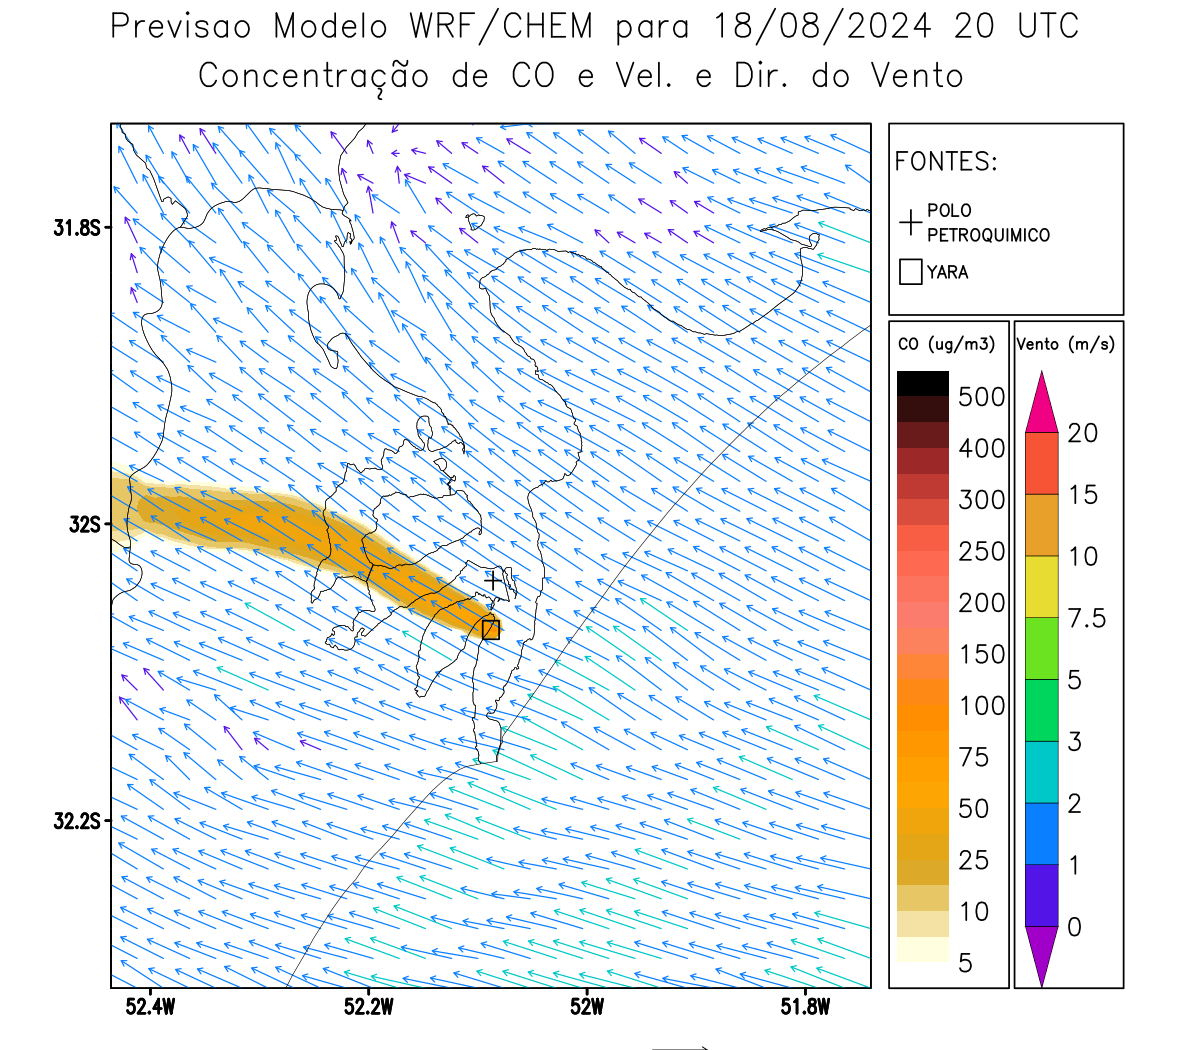 Previsao Modelo WRF/CHEM para 18/08/2024 20 UTC
Concentração de CO e Vel. e Dir. do Vento
FONTES:
POLO
PETROQUIMICO
YARA
CO (ug/m3)
500
400
300
250
200
150
100
75
50
25
10
5
Vento (m/s)
20
15
10
7.5
5
3
2
1
0
31.8S
32S
32.2S
52.4W
52.2W
52W
51.8W